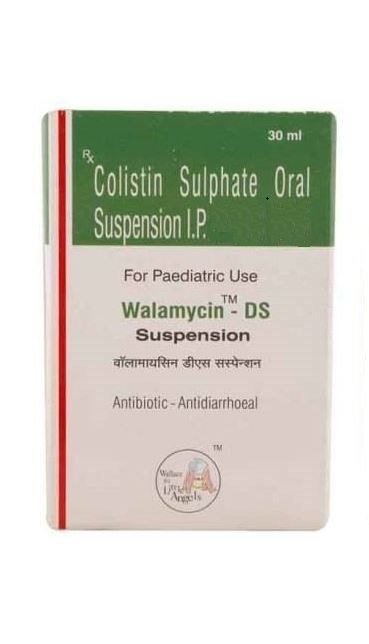 30 ml
Rx
Colistin Sulphate Oral
Suspension I.P.
For Paediatric Use
Walamycin™ - DS
Suspension
वॉलामायसिन डीएस सस्पेन्शन
Antibiotic - Antidiarrhoeal
TM
Wallace
Little
Angels